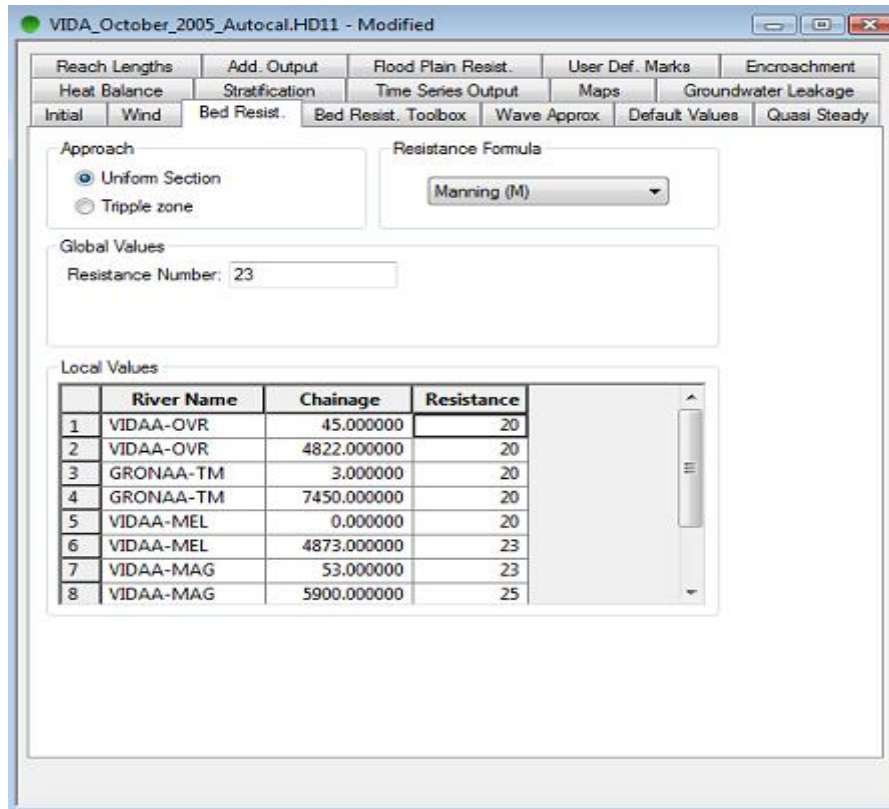 VIDA_October_2005_Autocal.HD11 - Modified
Reach Lengths Add. Output Flood Plain Resist. User Def. Marks Encroachment
Heat Balance Stratification Time Series Output Maps Groundwater Leakage
Initial Wind Bed Resist. Bed Resist. Toolbox Wave Approx Default Values Quasi Steady
Approach Resistance Formula
Uniform Section
Manning (M)
Tripple zone
Global Values
Resistance Number: 23
Local Values
River Name Chainage Resistance
1 VIDAA-OVR 45.000000 20
2 VIDAA-OVR 4822.000000 20
3 GRONAA-TM 3.000000 20
4 GRONAA-TM 7450.000000 20
5 VIDAA-MEL 0.000000 20
6 VIDAA-MEL 4873.000000 23
7 VIDAA-MAG 53.000000 23
8 VIDAA-MAG 5900.000000 25